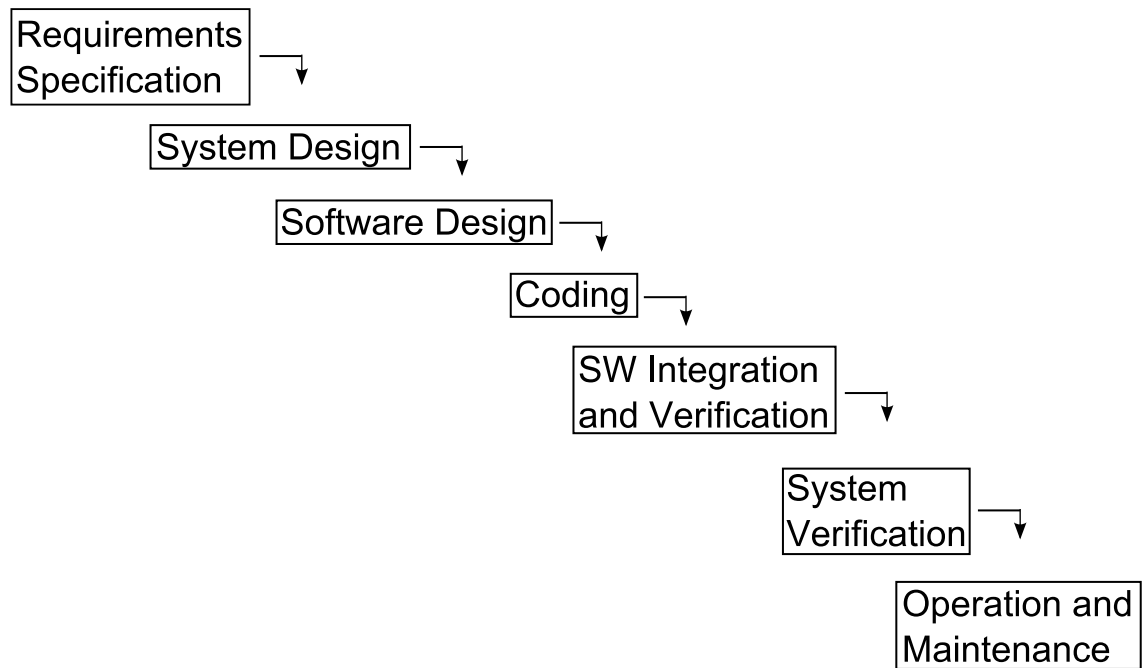 Requirements
Specification
System Design
Software Design
Coding
SW Integration
and Verification
System
Verification
Operation and
Maintenance